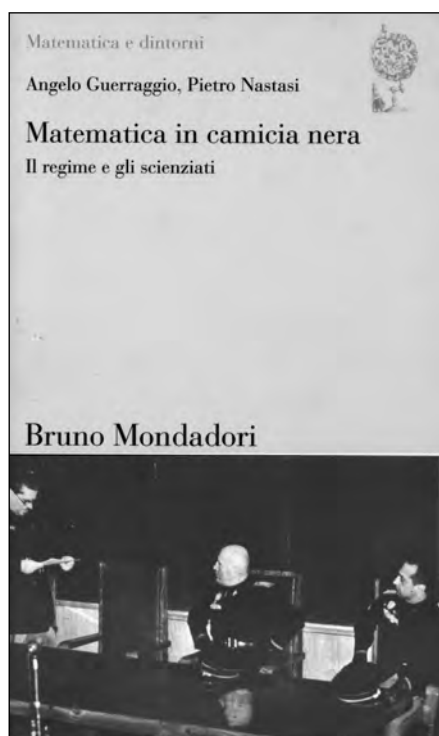 Matematica e dintorni
Angelo Guerraggio, Pietro Nastasi
Matematica in camicia nera
Il regime e gli scienziati
Bruno Mondadori